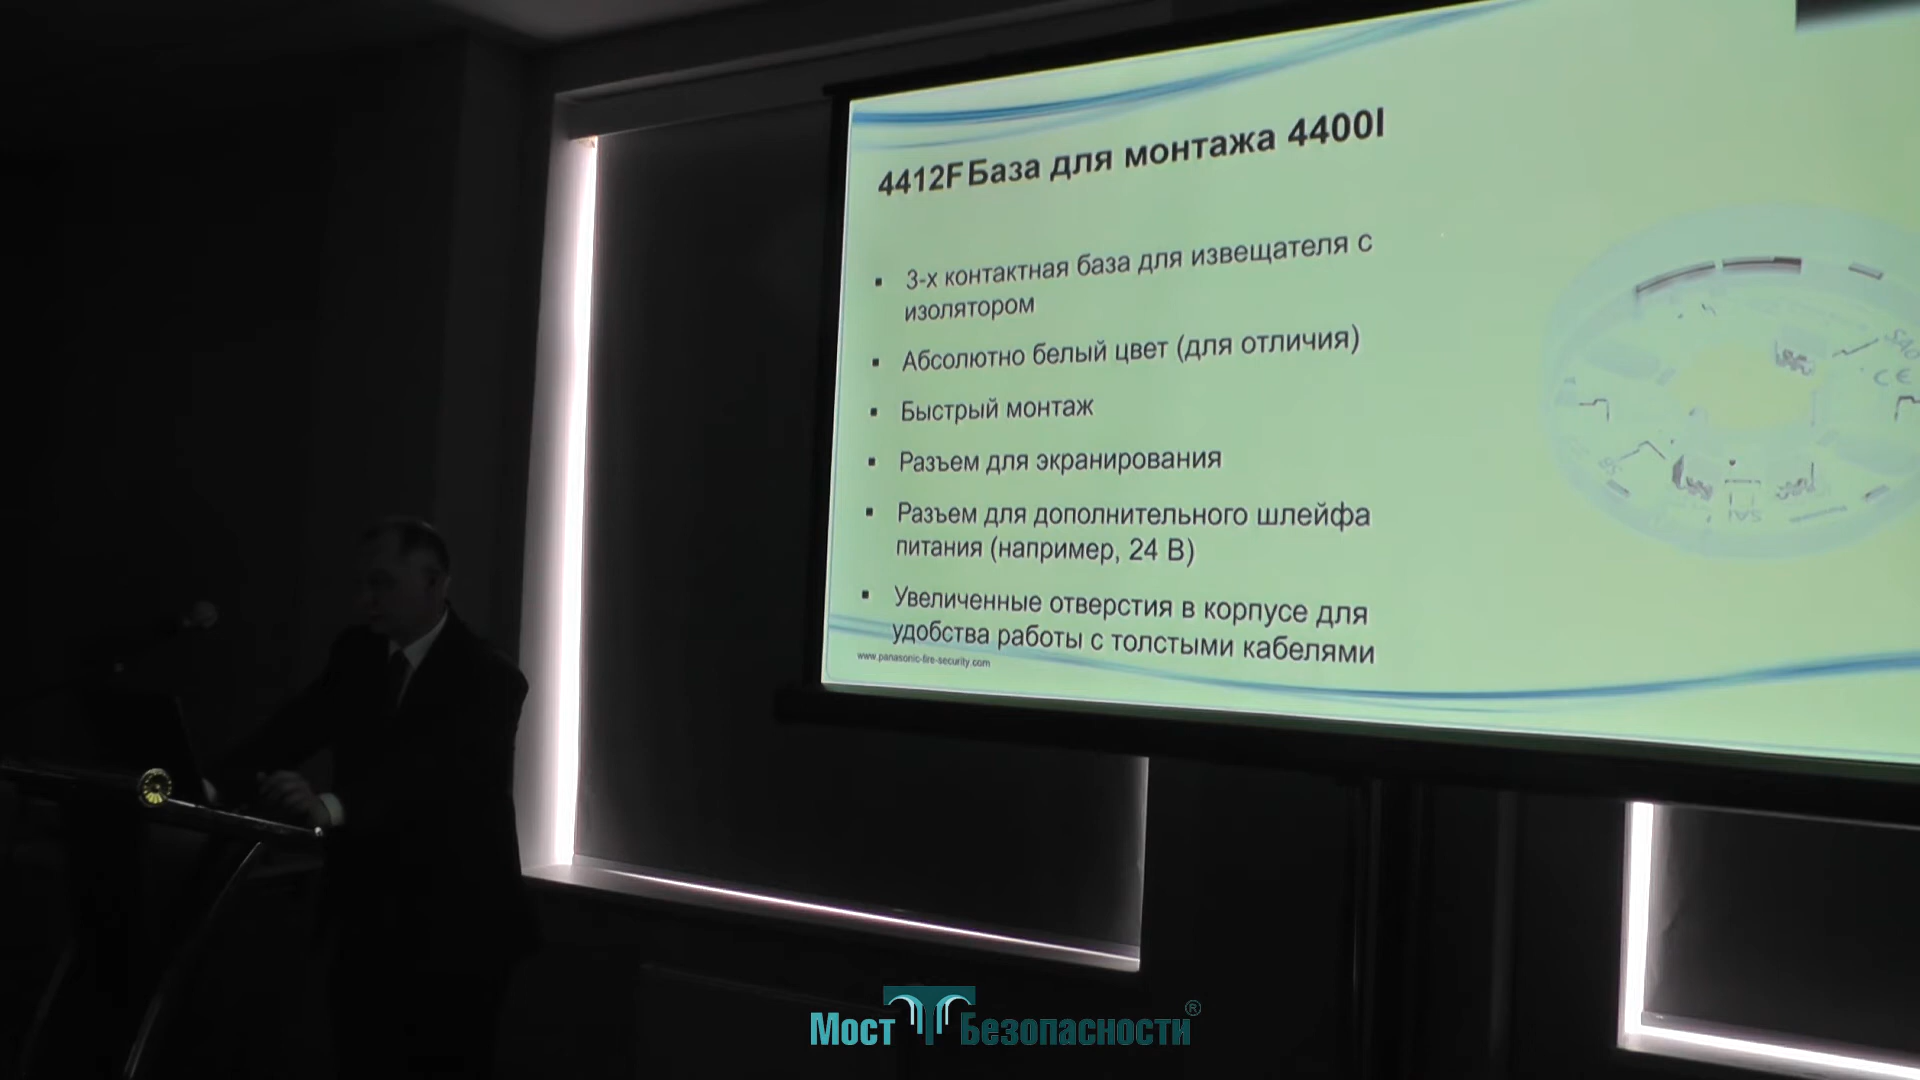 4412F База для монтажа 4400I
▪ 3-х контактная база для извещателя с
изолятором
▪ Абсолютно белый цвет (для отличия)
▪ Быстрый монтаж
▪ Разъем для экранирования
▪ Разъем для дополнительного шлейфа
питания (например, 24 В)
▪ Увеличенные отверстия в корпусе для
удобства работы с толстыми кабелями
www.panasonic-fire-security.com
CE
Мост Безопасности®